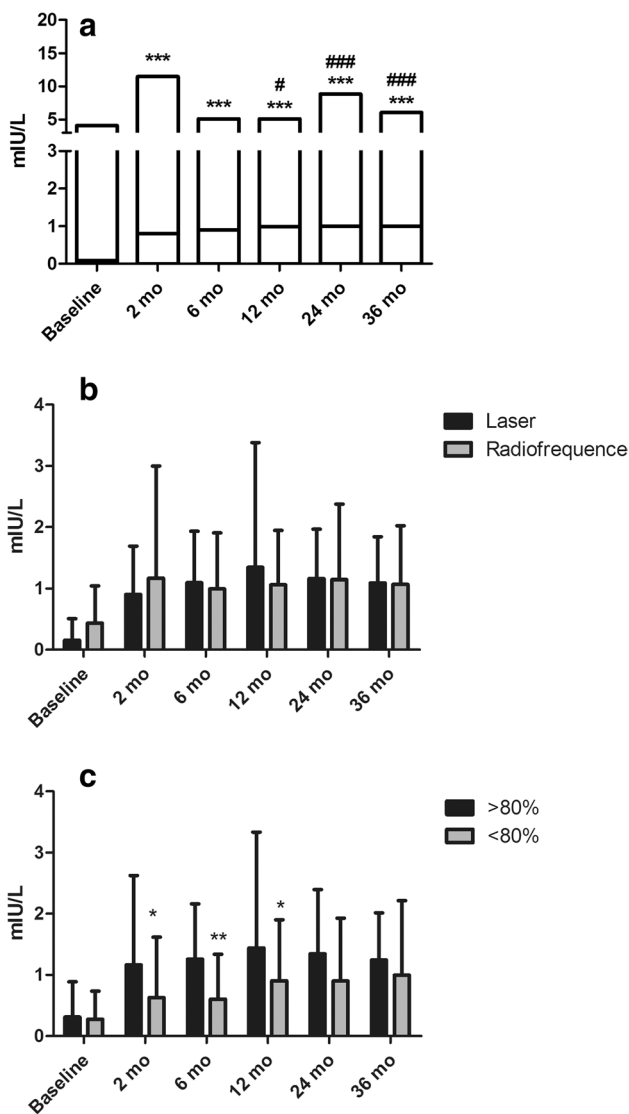 a
20
15
10
5
3
2
1
0
mIU/L
***
***
#
***
###
***
###
***
Baseline
2 mo
6 mo
12 mo
24 mo
36 mo
b
4
3
2
1
0
mIU/L
Laser
Radiofrequence
Baseline
2 mo
6 mo
12 mo
24 mo
36 mo
c
4
3
2
1
0
mIU/L
>80%
<80%
*
**
*
Baseline
2 mo
6 mo
12 mo
24 mo
36 mo